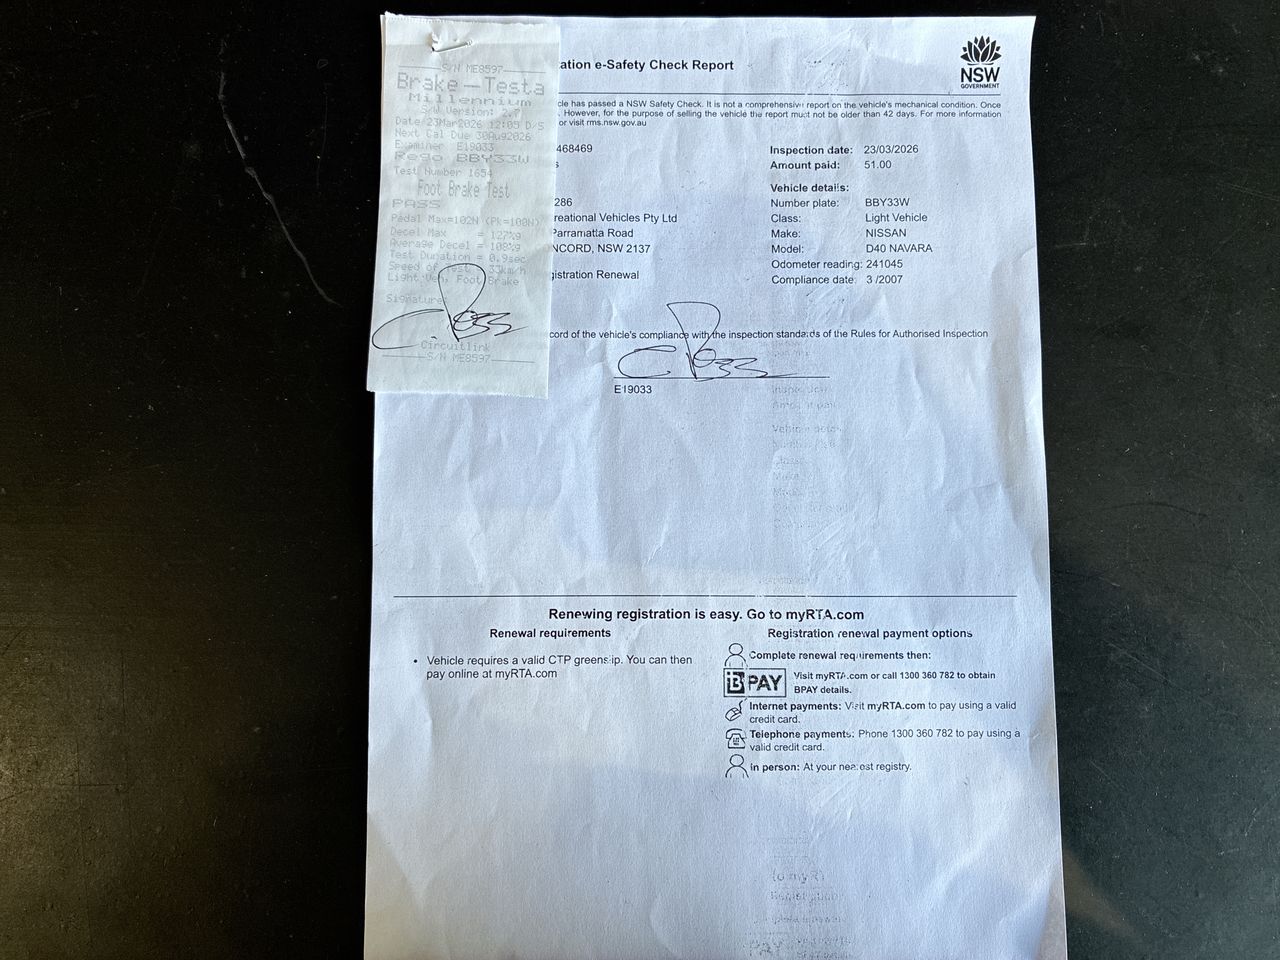 S/N ME8597
Brake-Testa
Millennium
S/W Version: 2.7
Date 23Mar2026 12:05 D/S
Next Cal Due 30Aug2026
Examiner E19033
Rego BBY33W
Test Number 1654
Foot Brake Test
PASS
Pedal Max=102N (Pk=108N)
Decel Max = 127%g
Average Decel = 108%g
Test Duration = 0.9sec
Speed of Test 33km/h
Light Veh. Foot Brake
Signature
Circuitlink
S/N ME8597
ation e-Safety Check Report
NSW
GOVERNMENT
cle has passed a NSW Safety Check. It is not a comprehensive report on the vehicle's mechanical condition. Once
. However, for the purpose of selling the vehicle the report must not be older than 42 days. For more information
or visit rms.nsw.gov.au
468469
s
286
reational Vehicles Pty Ltd
Parramatta Road
NCORD, NSW 2137
gistration Renewal
Inspection date: 23/03/2026
Amount paid: 51.00
Vehicle details:
Number plate: BBY33W
Class: Light Vehicle
Make: NISSAN
Model: D40 NAVARA
Odometer reading: 241045
Compliance date: 3 /2007
cord of the vehicle's compliance with the inspection standards of the Rules for Authorised Inspection
E19033
Renewing registration is easy. Go to myRTA.com
Renewal requirements
• Vehicle requires a valid CTP greenslip. You can then
pay online at myRTA.com
Registration renewal payment options
Complete renewal requirements then:
B PAY
Visit myRTA.com or call 1300 360 782 to obtain
BPAY details.
Internet payments: Visit myRTA.com to pay using a valid
credit card.
Telephone payments: Phone 1300 360 782 to pay using a
valid credit card.
in person: At your nearest registry.